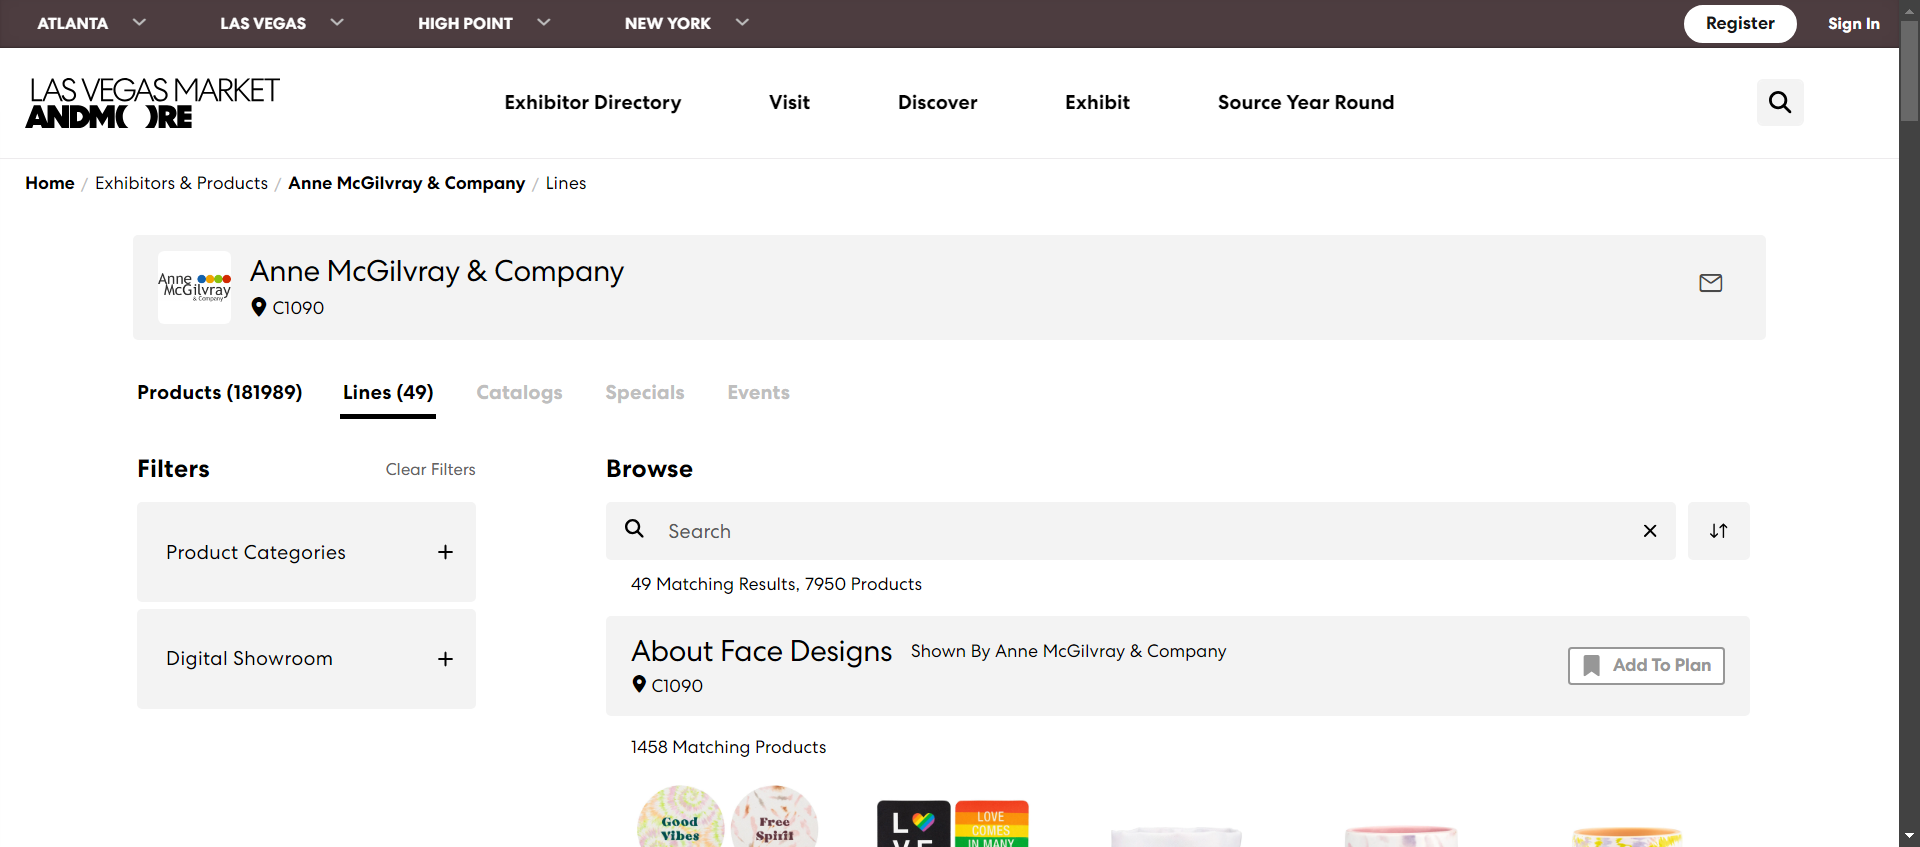 ATLANTA
LAS VEGAS
HIGH POINT
NEW YORK
Register
Sign In
LAS VEGAS MARKET
ANDMORE
Exhibitor Directory
Visit
Discover
Exhibit
Source Year Round
Home / Exhibitors & Products / Anne McGilvray & Company / Lines
Anne
McGilvray
& Company
Anne McGilvray & Company
C1090
Products (181989)
Lines (49)
Catalogs
Specials
Events
Filters
Clear Filters
Product Categories
Digital Showroom
Browse
Search
49 Matching Results, 7950 Products
About Face Designs
Shown By Anne McGilvray & Company
C1090
Add To Plan
1458 Matching Products
Good
Vibes
Free
Spirit
LOVE
LOVE
COMES
IN MANY